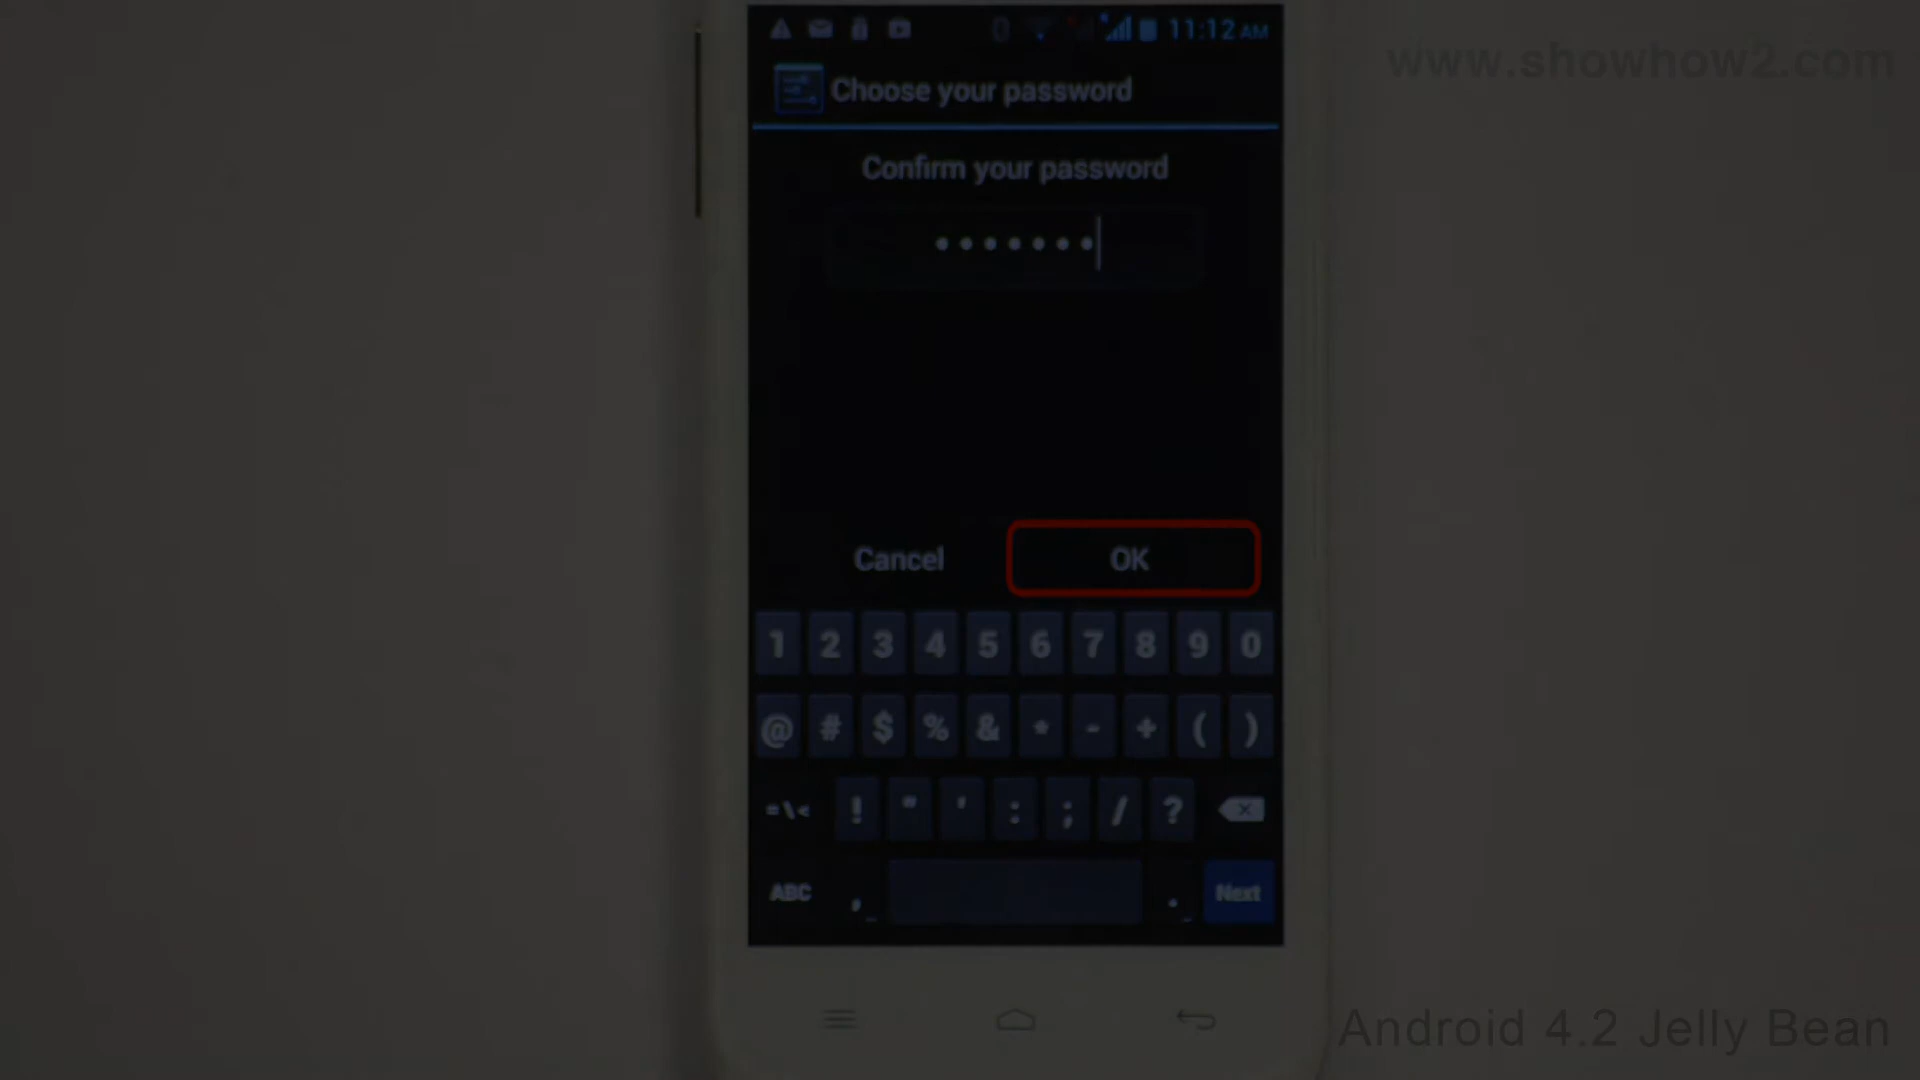 11:12 AM
www.showhow2.com
Choose your password
Confirm your password
•••••••
Cancel OK
1 2 3 4 5 6 7 8 9 0
@ # $ % & * - + ( )
=\< ! " ' : ; / ?
ABC , . Next
Android 4.2 Jelly Bean